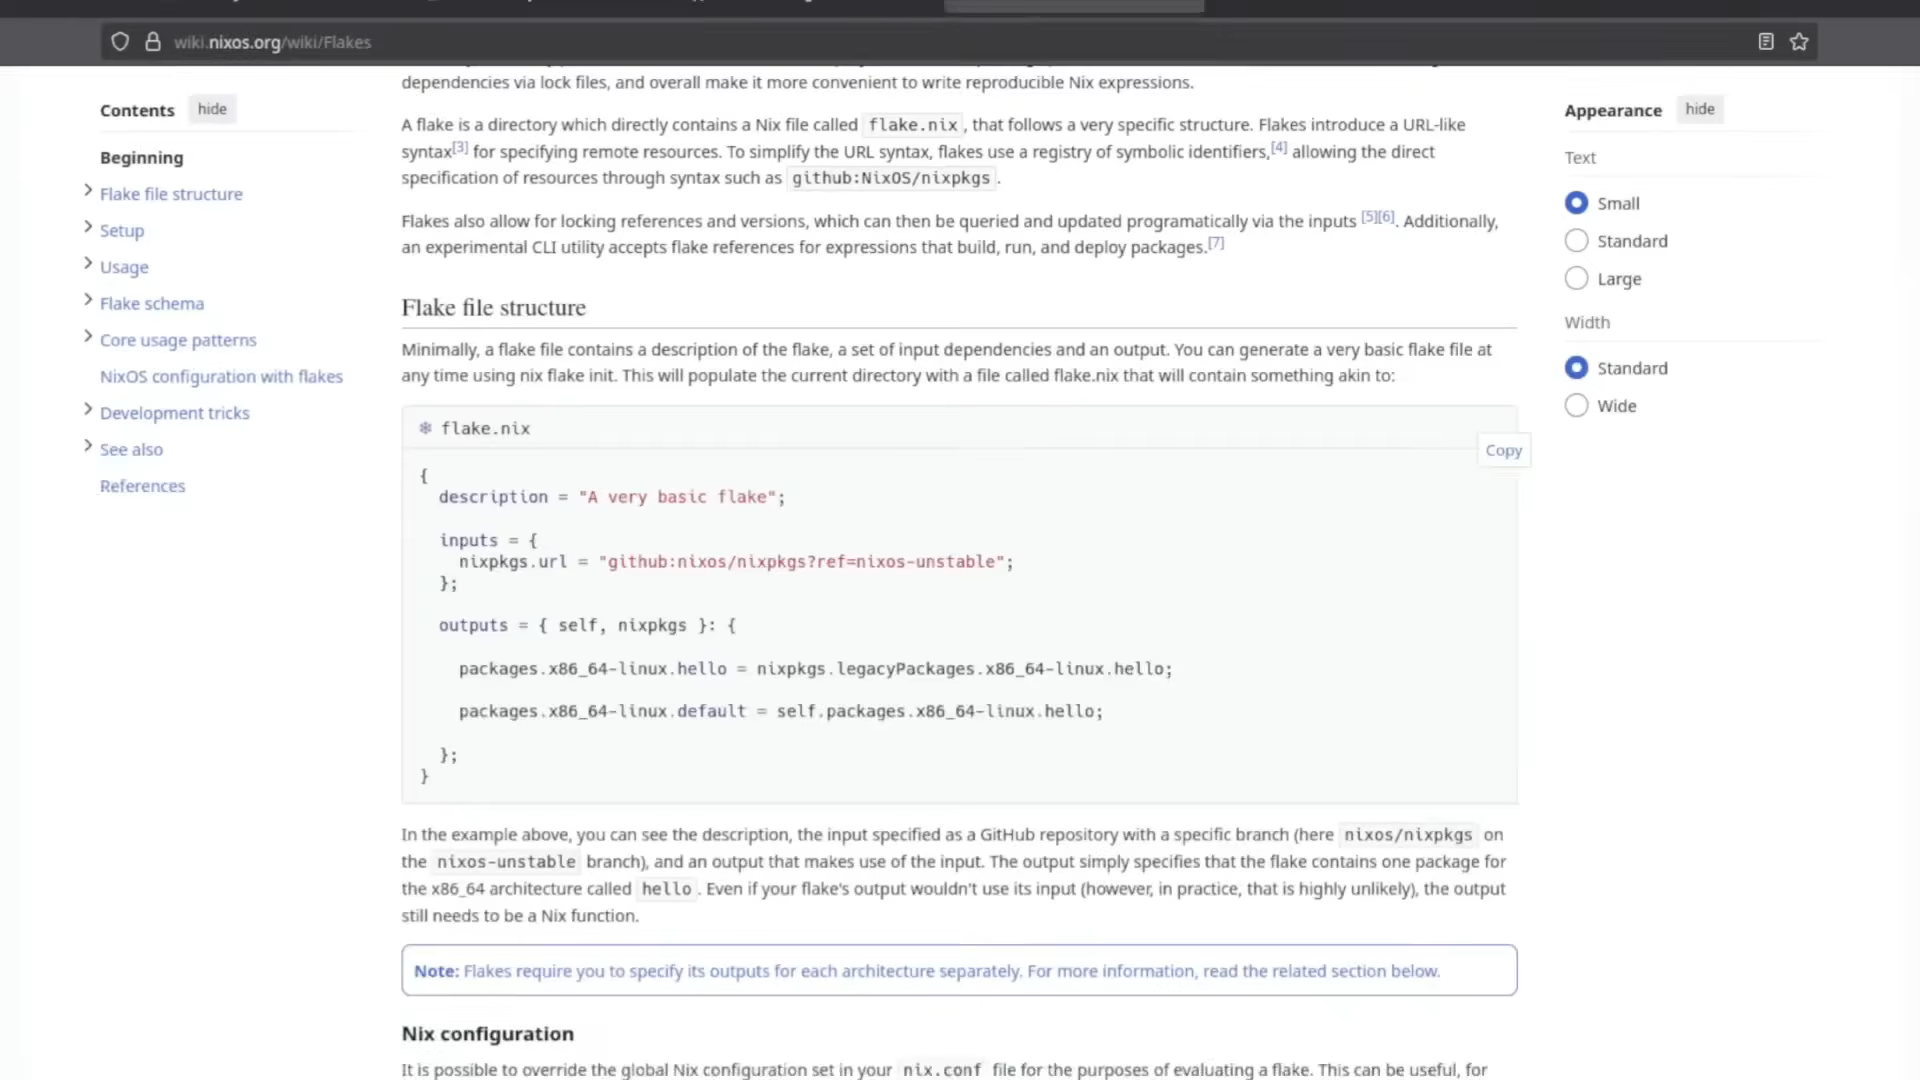 wiki.nixos.org/wiki/Flakes
Contents
hide
Beginning
Flake file structure
Setup
Usage
Flake schema
Core usage patterns
NixOS configuration with flakes
Development tricks
See also
References
dependencies via lock files, and overall make it more convenient to write reproducible Nix expressions.
A flake is a directory which directly contains a Nix file called flake.nix, that follows a very specific structure. Flakes introduce a URL-like
syntax[3] for specifying remote resources. To simplify the URL syntax, flakes use a registry of symbolic identifiers,[4] allowing the direct
specification of resources through syntax such as github:NixOS/nixpkgs.
Flakes also allow for locking references and versions, which can then be queried and updated programatically via the inputs [5][6]. Additionally,
an experimental CLI utility accepts flake references for expressions that build, run, and deploy packages.[7]
Flake file structure
Minimally, a flake file contains a description of the flake, a set of input dependencies and an output. You can generate a very basic flake file at
any time using nix flake init. This will populate the current directory with a file called flake.nix that will contain something akin to:
flake.nix
Copy
{
description = "A very basic flake";
inputs = {
nixpkgs.url = "github:nixos/nixpkgs?ref=nixos-unstable";
};
outputs = { self, nixpkgs }: {
packages.x86_64-linux.hello = nixpkgs.legacyPackages.x86_64-linux.hello;
packages.x86_64-linux.default = self.packages.x86_64-linux.hello;
};
}
In the example above, you can see the description, the input specified as a GitHub repository with a specific branch (here nixos/nixpkgs on
the nixos-unstable branch), and an output that makes use of the input. The output simply specifies that the flake contains one package for
the x86_64 architecture called hello. Even if your flake's output wouldn't use its input (however, in practice, that is highly unlikely), the output
still needs to be a Nix function.
Note: Flakes require you to specify its outputs for each architecture separately. For more information, read the related section below.
Nix configuration
It is possible to override the global Nix configuration set in your nix.conf file for the purposes of evaluating a flake. This can be useful, for
Appearance
hide
Text
Small
Standard
Large
Width
Standard
Wide